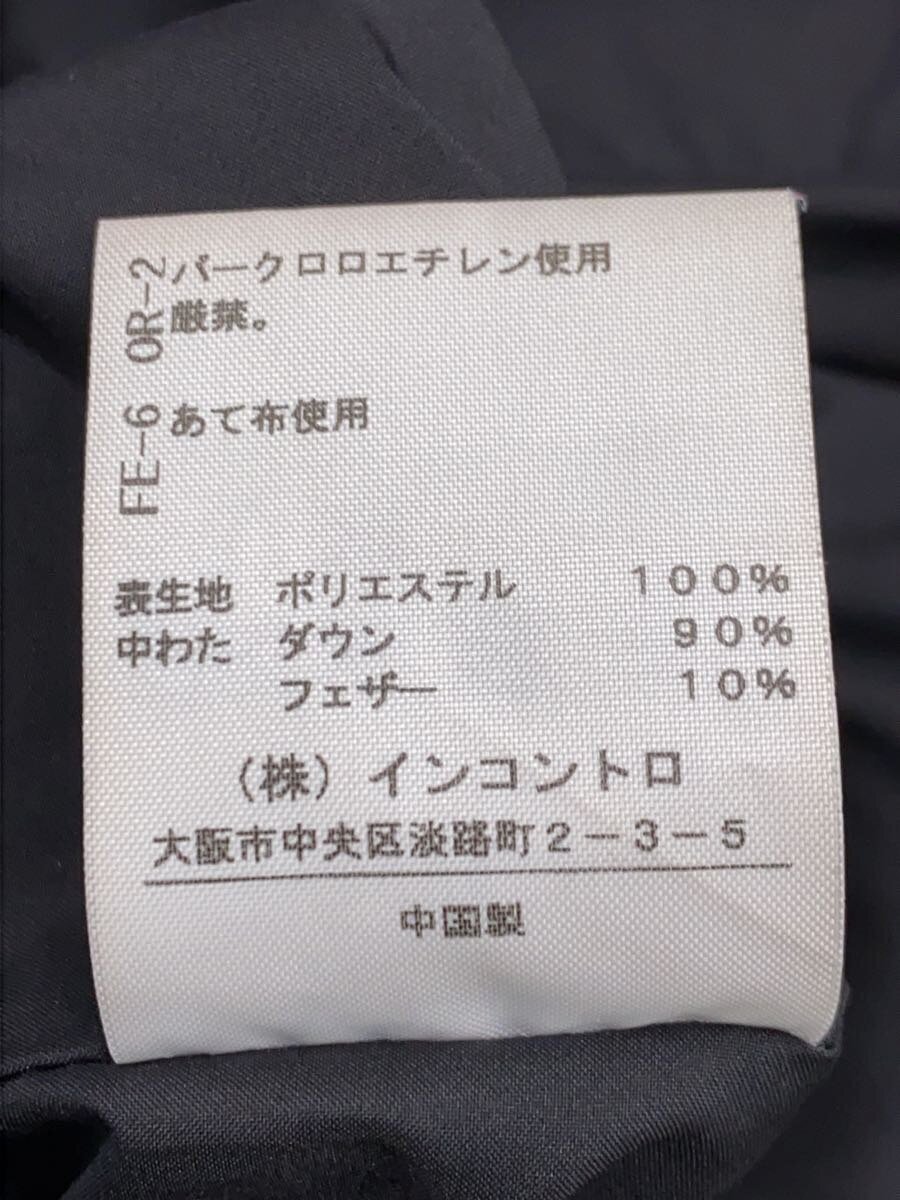 OR-2
パークロロエチレン使用
厳禁。
FE-6
あて布使用
表生地 ポリエステル 100%
中わた ダウン 90%
フェザー 10%
(株)インコントロ
大阪市中央区淡路町2-3-5
中国製